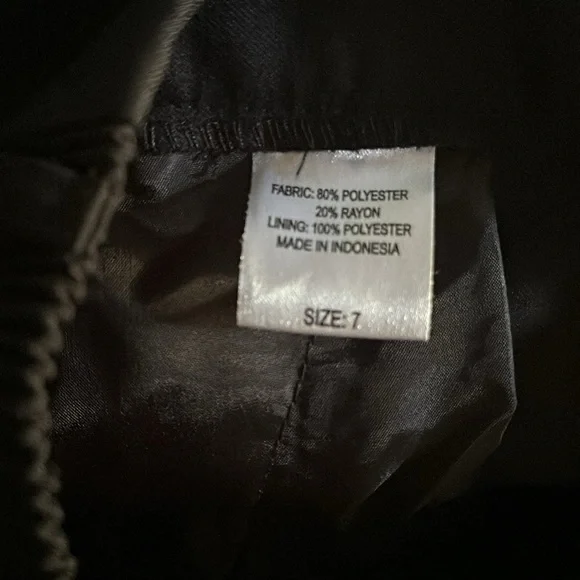 FABRIC: 80% POLYESTER
20% RAYON
LINING: 100% POLYESTER
MADE IN INDONESIA
SIZE: 7